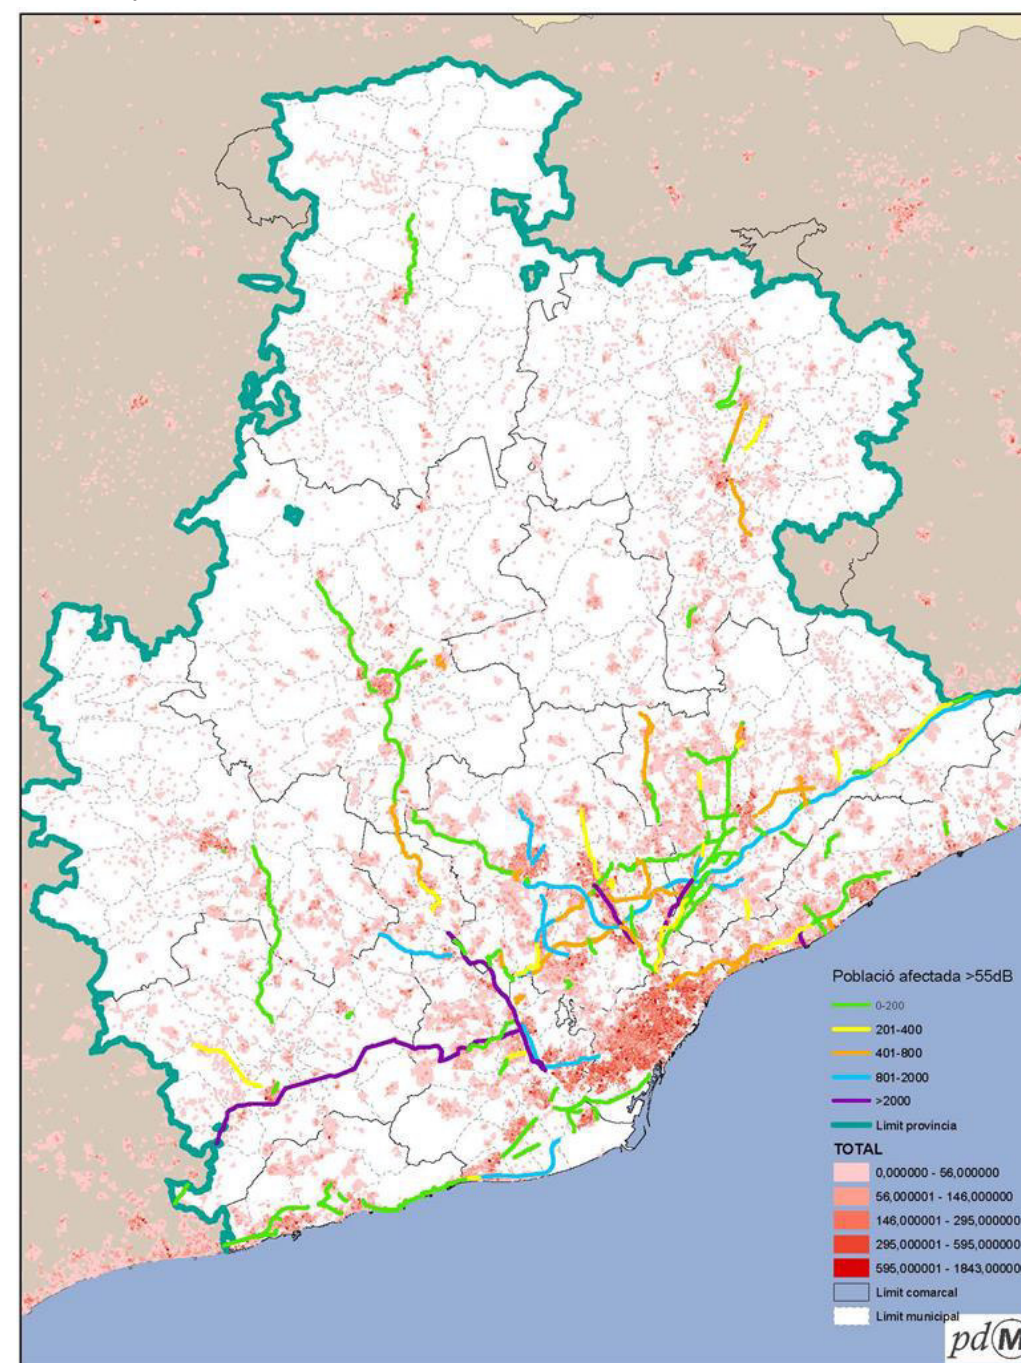 Població afectada >55dB
0-200
201-400
401-800
801-2000
>2000
Límit província
TOTAL
0,000000 - 56,000000
56,000001 - 146,000000
146,000001 - 295,000000
295,000001 - 595,000000
595,000001 - 1843,00000
Límit comarcal
Límit municipal
pdM